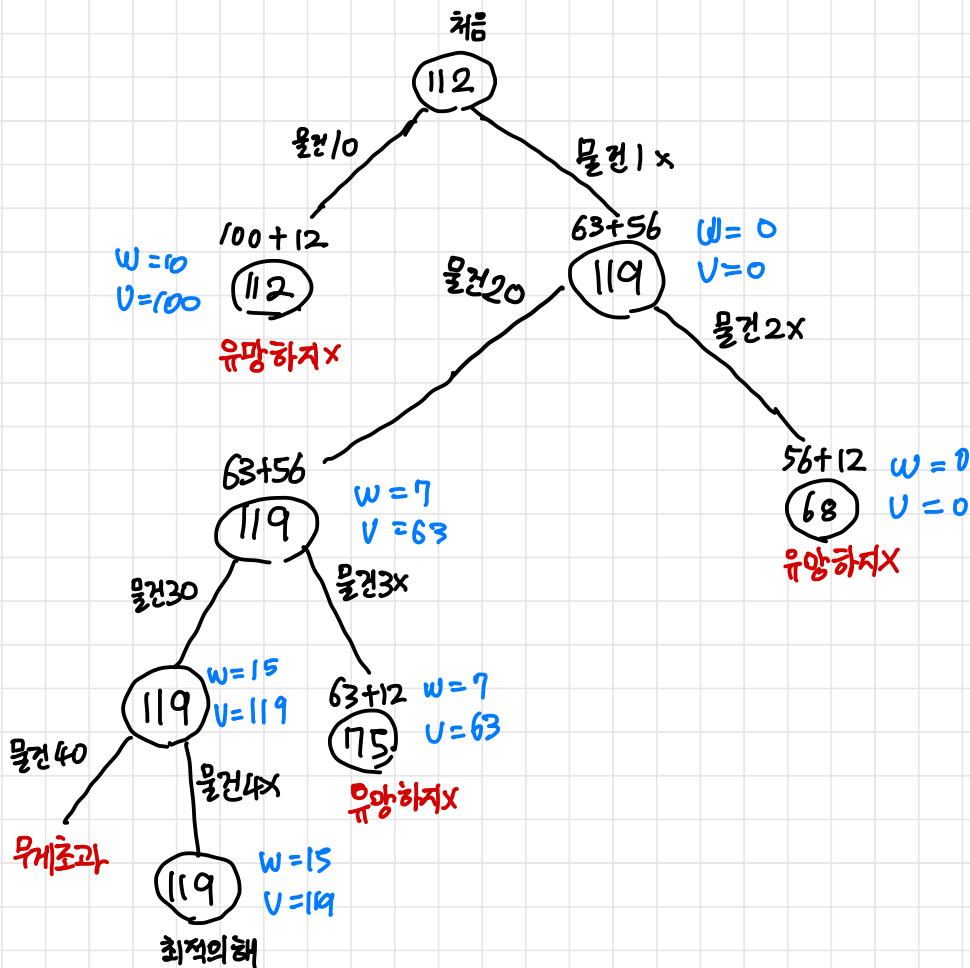 처음
112
물건1O
물건1x
100+12
112
W=10
V=100
유망하지x
63+56
119
W=0
V=0
물건2O
물건2x
63+56
119
W=7
V=63
56+12
68
W=0
V=0
유망하지x
물건3O
물건3x
119
W=15
V=119
63+12
75
W=7
V=63
유망하지x
물건4O
물건4x
무게초과
119
W=15
V=119
최적의해